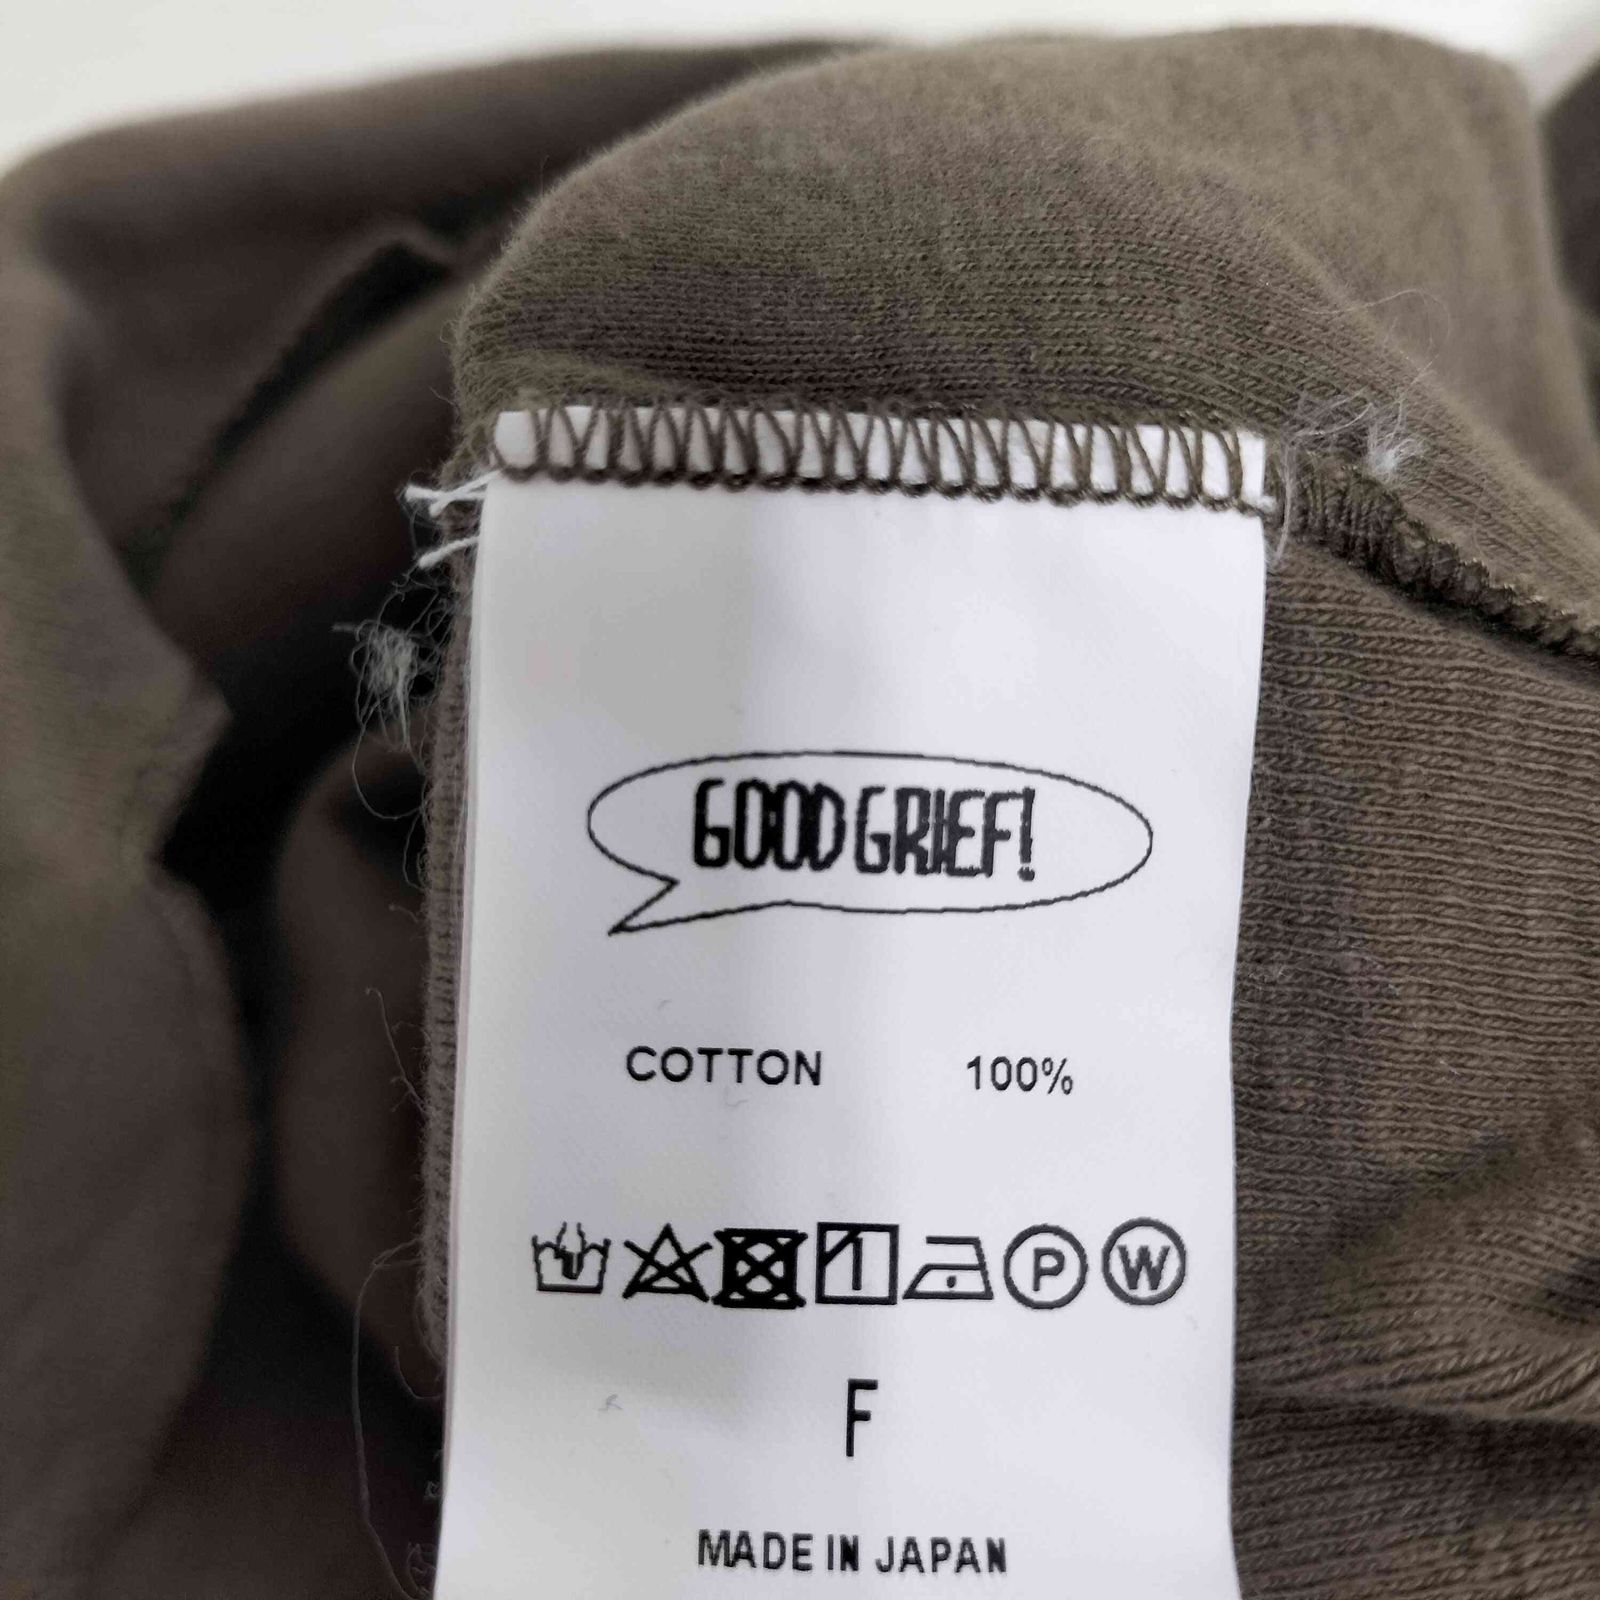 GOOD GRIEF!
COTTON 100%
P W
F
MADE IN JAPAN